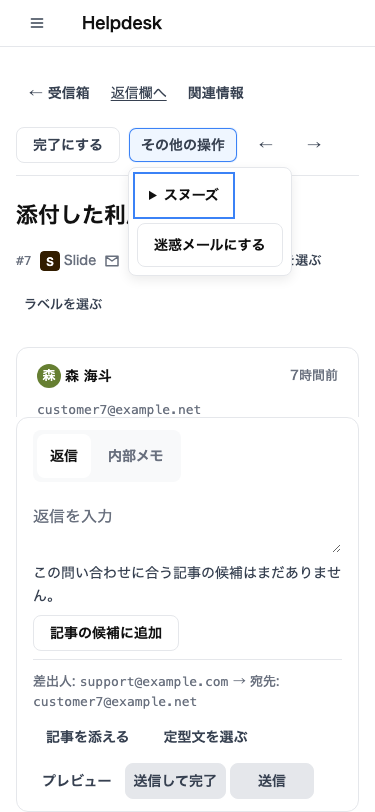 Helpdesk
← 受信箱 返信欄へ 関連情報
完了にする その他の操作 ← →
▶ スヌーズ
添付した利
迷惑メールにする
#7 S Slide を選ぶ
ラベルを選ぶ
森 森 海斗 7時間前
customer7@example.net
返信 内部メモ
返信を入力
この問い合わせに合う記事の候補はまだありませ
ん。
記事の候補に追加
差出人: support@example.com → 宛先:
customer7@example.net
記事を添える 定型文を選ぶ
プレビュー 送信して完了 送信